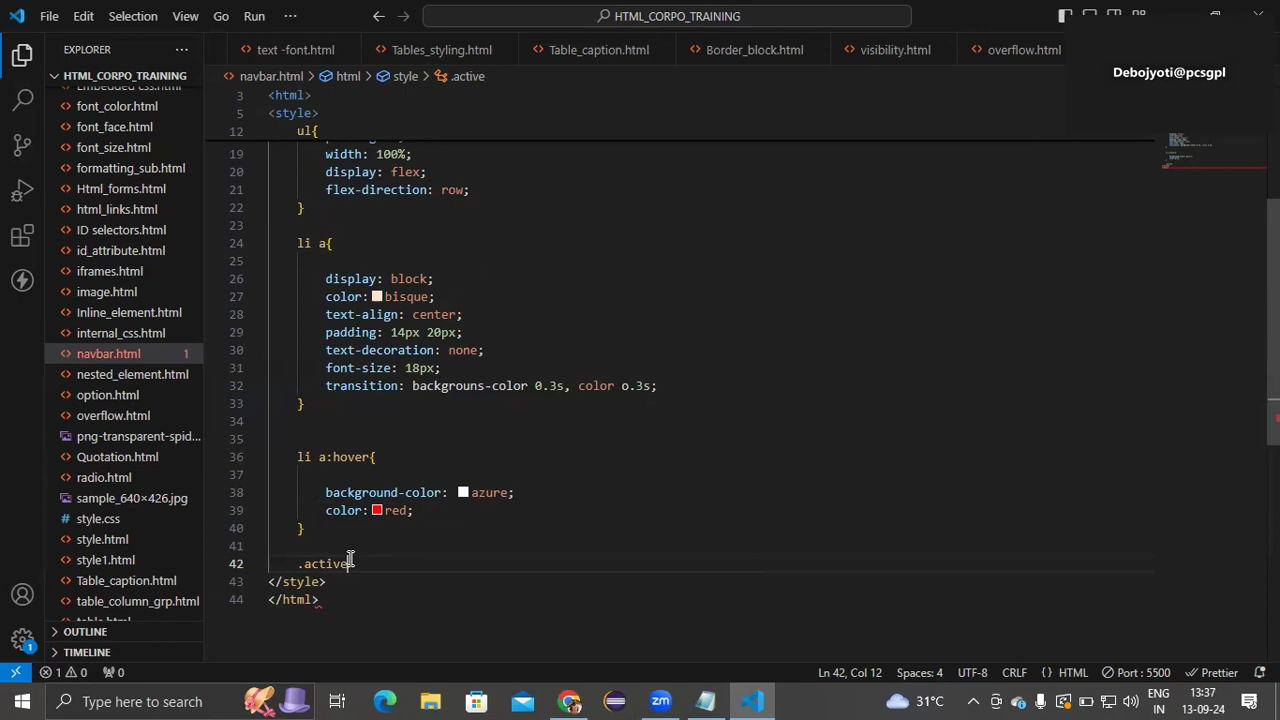 File Edit Selection View Go Run ··· HTML_CORPO_TRAINING
EXPLORER ···
text -font.html Tables_styling.html Table_caption.html Border_block.html visibility.html overflow.html
Debojyoti@pcsgpl
HTML_CORPO_TRAINING
navbar.html > html > style > .active
font_color.html
font_face.html
font_size.html
formatting_sub.html
Html_forms.html
html_links.html
ID selectors.html
id_attribute.html
iframes.html
image.html
Inline_element.html
internal_css.html
navbar.html 1
nested_element.html
option.html
overflow.html
png-transparent-spid...
Quotation.html
radio.html
sample_640×426.jpg
style.css
style.html
style1.html
Table_caption.html
table_column_grp.html
OUTLINE
TIMELINE
3 <html>
5 <style>
12 ul{
19 width: 100%;
20 display: flex;
21 flex-direction: row;
22 }
23
24 li a{
25
26 display: block;
27 color: bisque;
28 text-align: center;
29 padding: 14px 20px;
30 text-decoration: none;
31 font-size: 18px;
32 transition: backgrouns-color 0.3s, color o.3s;
33 }
34
35
36 li a:hover{
37
38 background-color: azure;
39 color: red;
40 }
41
42 .active
43 </style>
44 </html>
1 0 0 Ln 42, Col 12 Spaces: 4 UTF-8 CRLF {} HTML Port : 5500 Prettier
Type here to search zm 31°C ENG IN 13:37 13-09-24